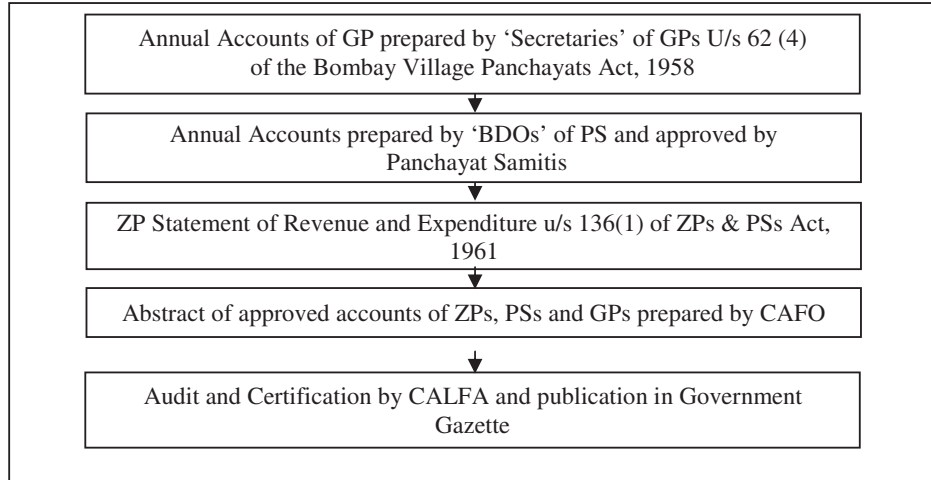 Annual Accounts of GP prepared by ‘Secretaries’ of GPs U/s 62 (4)
of the Bombay Village Panchayats Act, 1958
Annual Accounts prepared by ‘BDOs’ of PS and approved by
Panchayat Samitis
ZP Statement of Revenue and Expenditure u/s 136(1) of ZPs & PSs Act,
1961
Abstract of approved accounts of ZPs, PSs and GPs prepared by CAFO
Audit and Certification by CALFA and publication in Government
Gazette